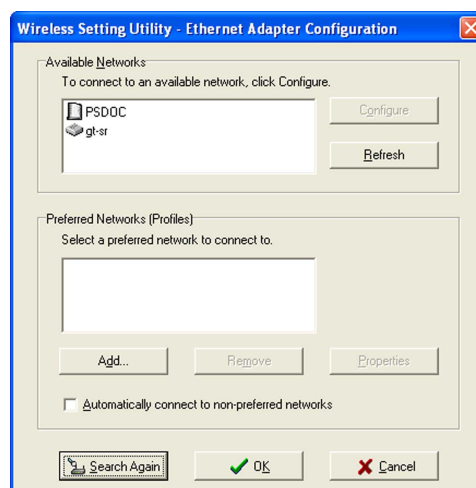 Wireless Setting Utility - Ethernet Adapter Configuration
Available Networks
To connect to an available network, click Configure.
PSDOC
gt-sr
Configure
Refresh
Preferred Networks (Profiles)
Select a preferred network to connect to.
Add...
Remove
Properties
Automatically connect to non-preferred networks
Search Again
OK
Cancel